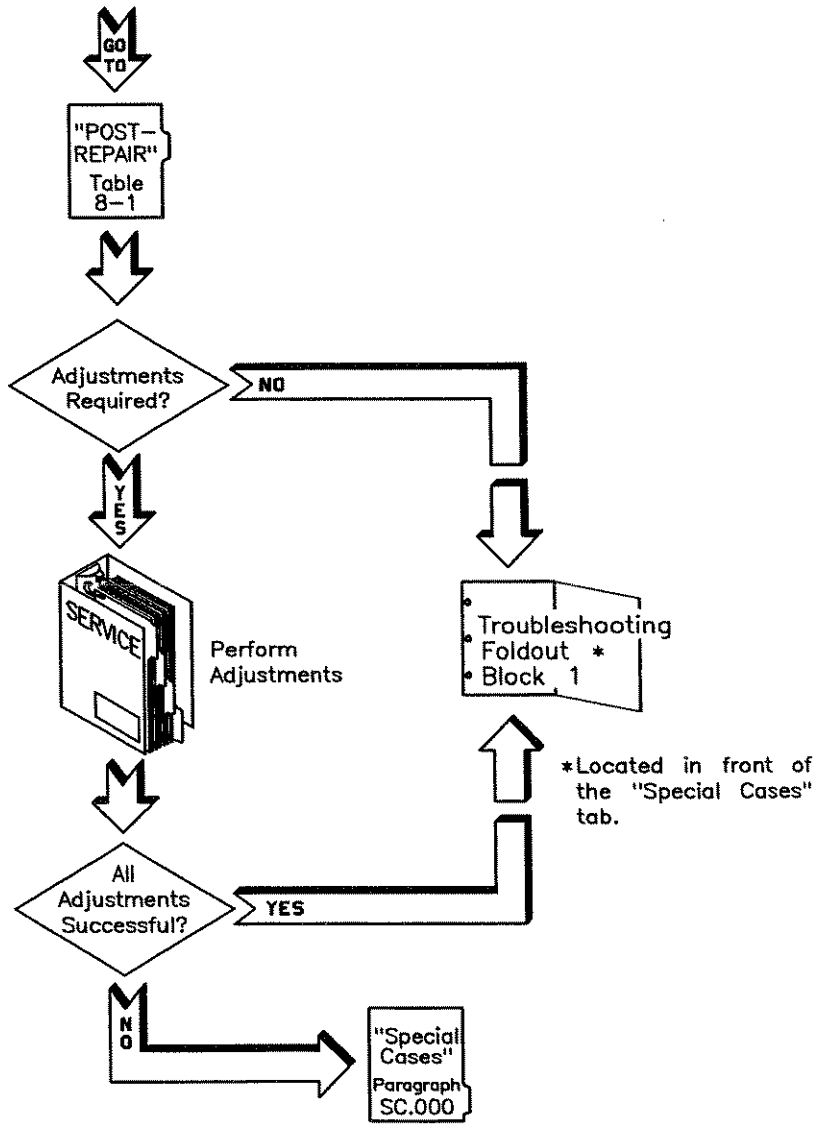 GO
TO
"POST-
REPAIR"
Table
8-1
Adjustments
Required?
NO
YES
SERVICE
Perform
Adjustments
Troubleshooting
Foldout *
Block 1
*Located in front of
the "Special Cases"
tab.
All
Adjustments
Successful?
YES
NO
"Special
Cases"
Paragraph
SC.000